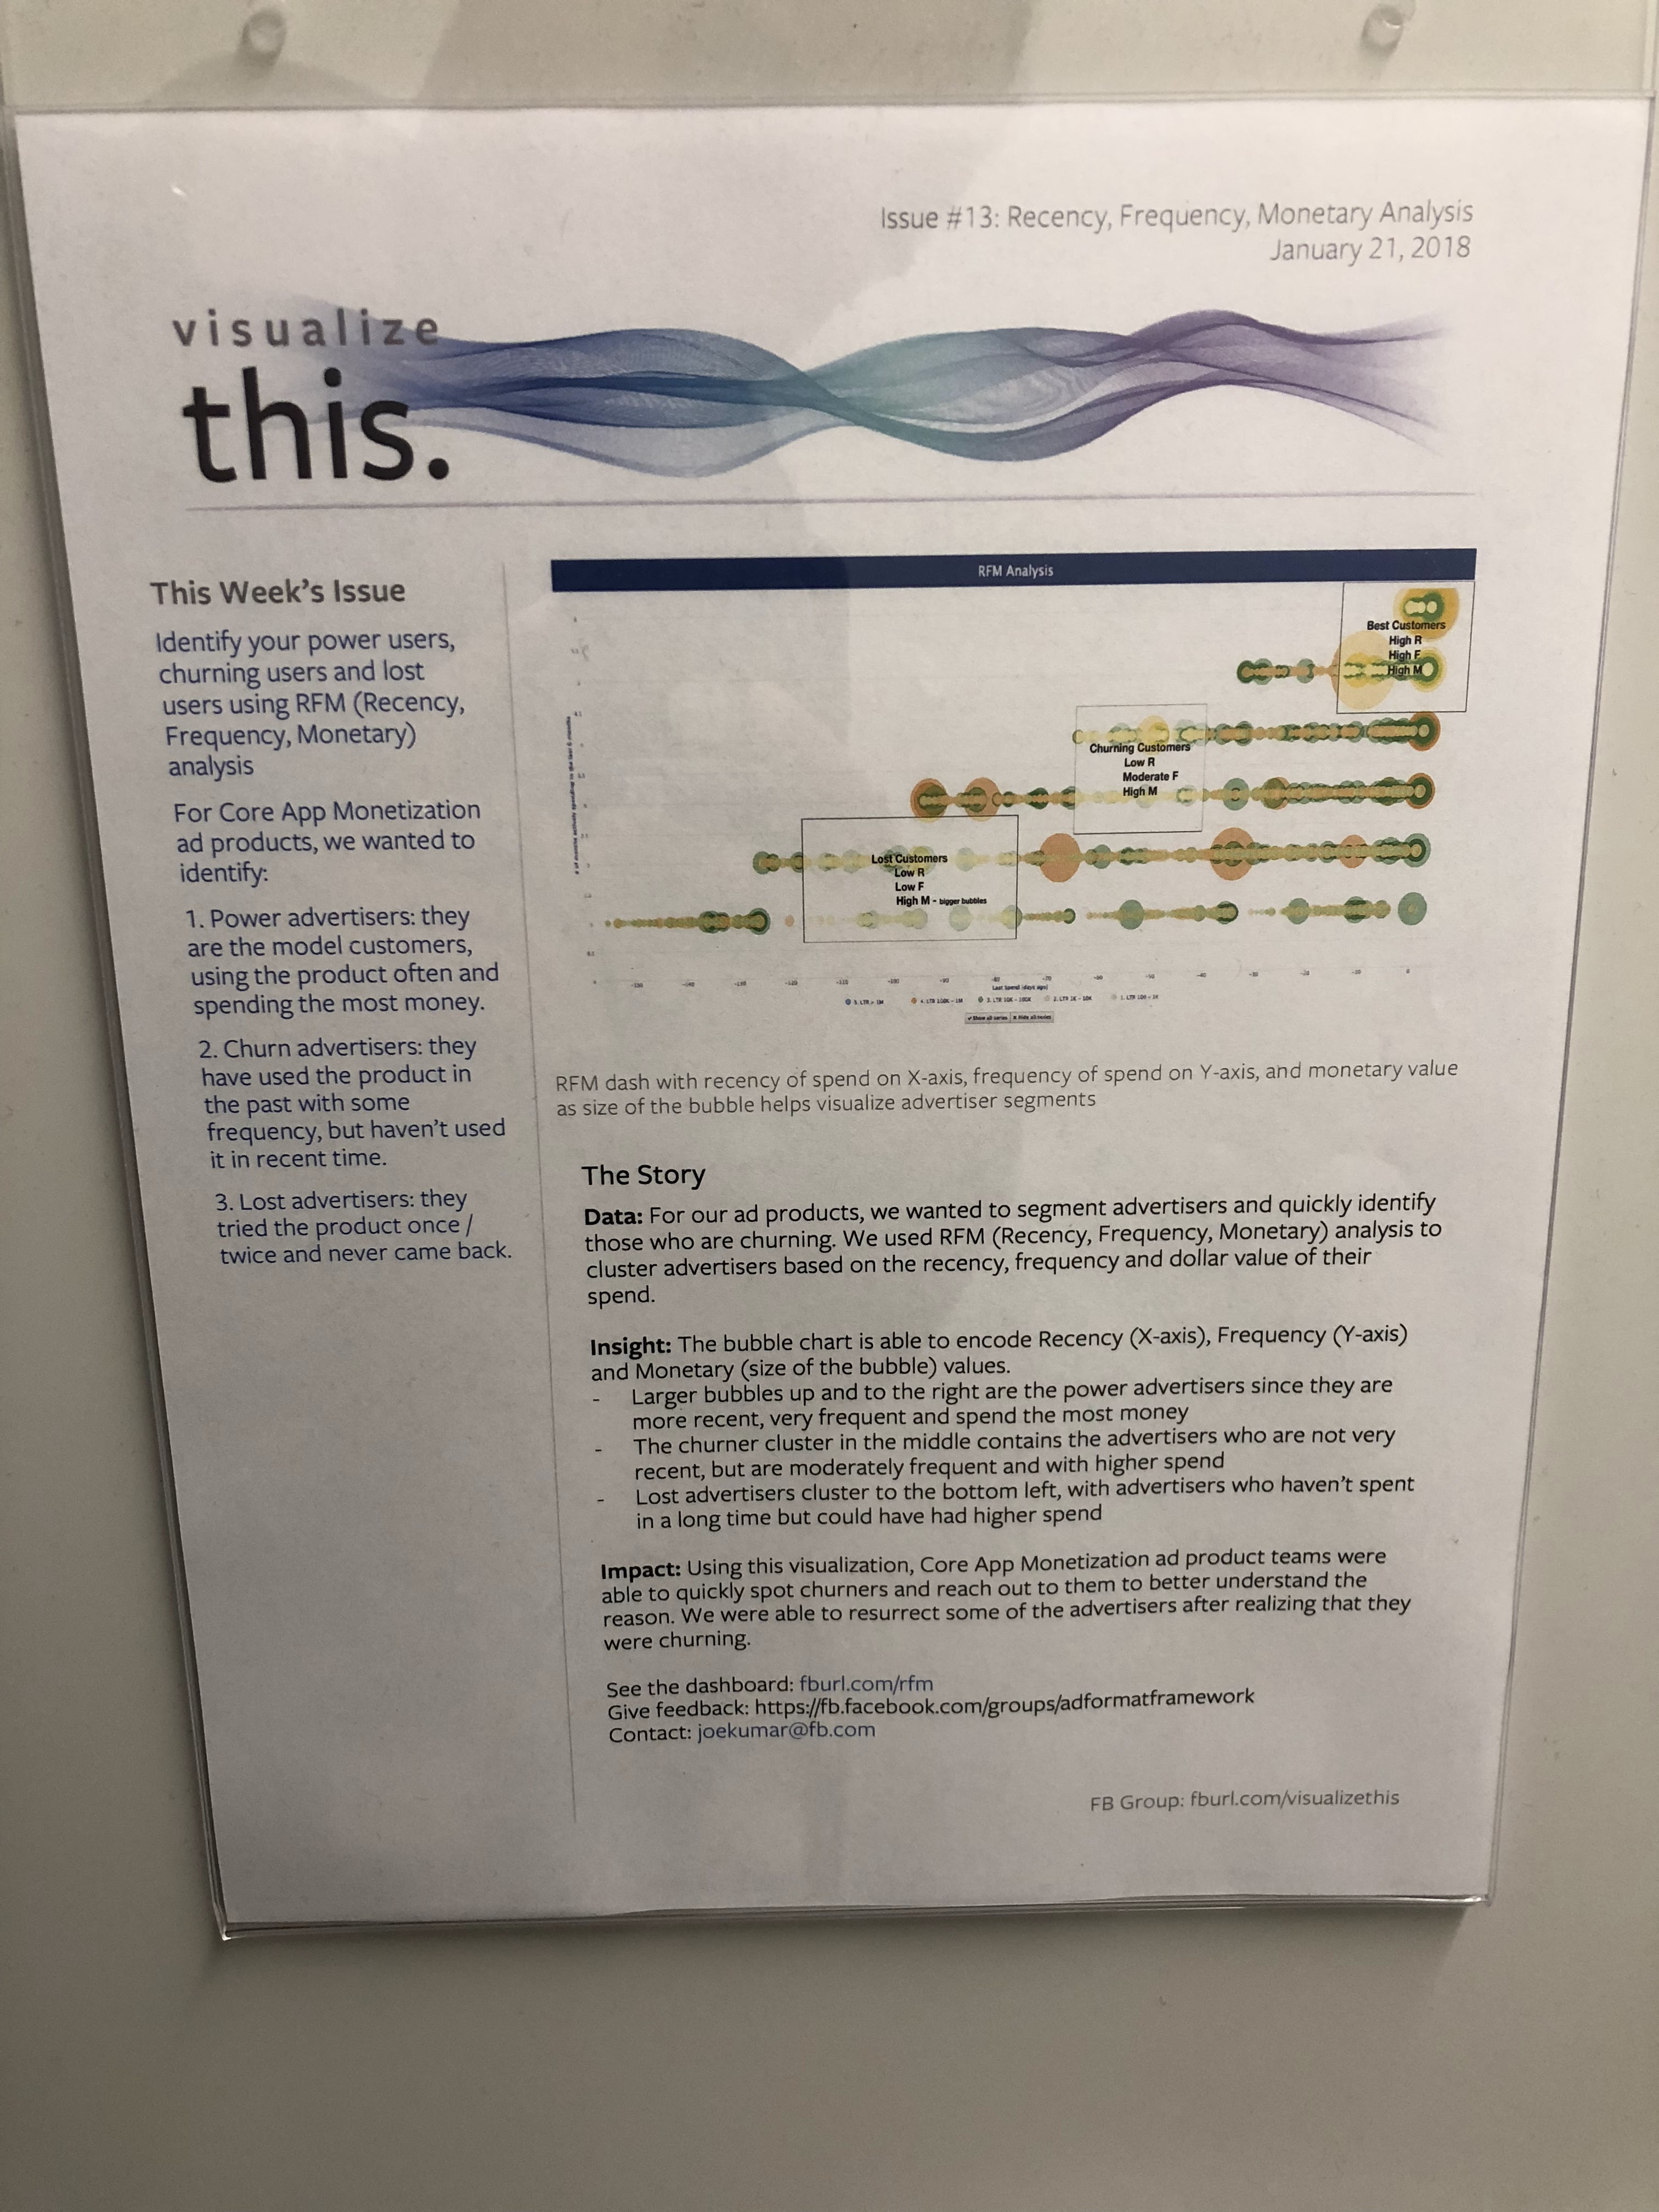 Issue #13: Recency, Frequency, Monetary Analysis
January 21, 2018
visualize
this.
This Week's Issue
Identify your power users,
churning users and lost
users using RFM (Recency,
Frequency, Monetary)
analysis
For Core App Monetization
ad products, we wanted to
identify:
1. Power advertisers: they
are the model customers,
using the product often and
spending the most money.
2. Churn advertisers: they
have used the product in
the past with some
frequency, but haven't used
it in recent time.
3. Lost advertisers: they
tried the product once /
twice and never came back.
RFM Analysis
Best Customers
High R
High F
High M
Churning Customers
Low R
Moderate F
High M
Lost Customers
Low R
Low F
High M - bigger bubbles
Last Spend (days ago)
RFM dash with recency of spend on X-axis, frequency of spend on Y-axis, and monetary value
as size of the bubble helps visualize advertiser segments
The Story
Data: For our ad products, we wanted to segment advertisers and quickly identify
those who are churning. We used RFM (Recency, Frequency, Monetary) analysis to
cluster advertisers based on the recency, frequency and dollar value of their
spend.
Insight: The bubble chart is able to encode Recency (X-axis), Frequency (Y-axis)
and Monetary (size of the bubble) values.
- Larger bubbles up and to the right are the power advertisers since they are
more recent, very frequent and spend the most money
- The churner cluster in the middle contains the advertisers who are not very
recent, but are moderately frequent and with higher spend
- Lost advertisers cluster to the bottom left, with advertisers who haven't spent
in a long time but could have had higher spend
Impact: Using this visualization, Core App Monetization ad product teams were
able to quickly spot churners and reach out to them to better understand the
reason. We were able to resurrect some of the advertisers after realizing that they
were churning.
See the dashboard: fburl.com/rfm
Give feedback: https://fb.facebook.com/groups/adformatframework
Contact: joekumar@fb.com
FB Group: fburl.com/visualizethis